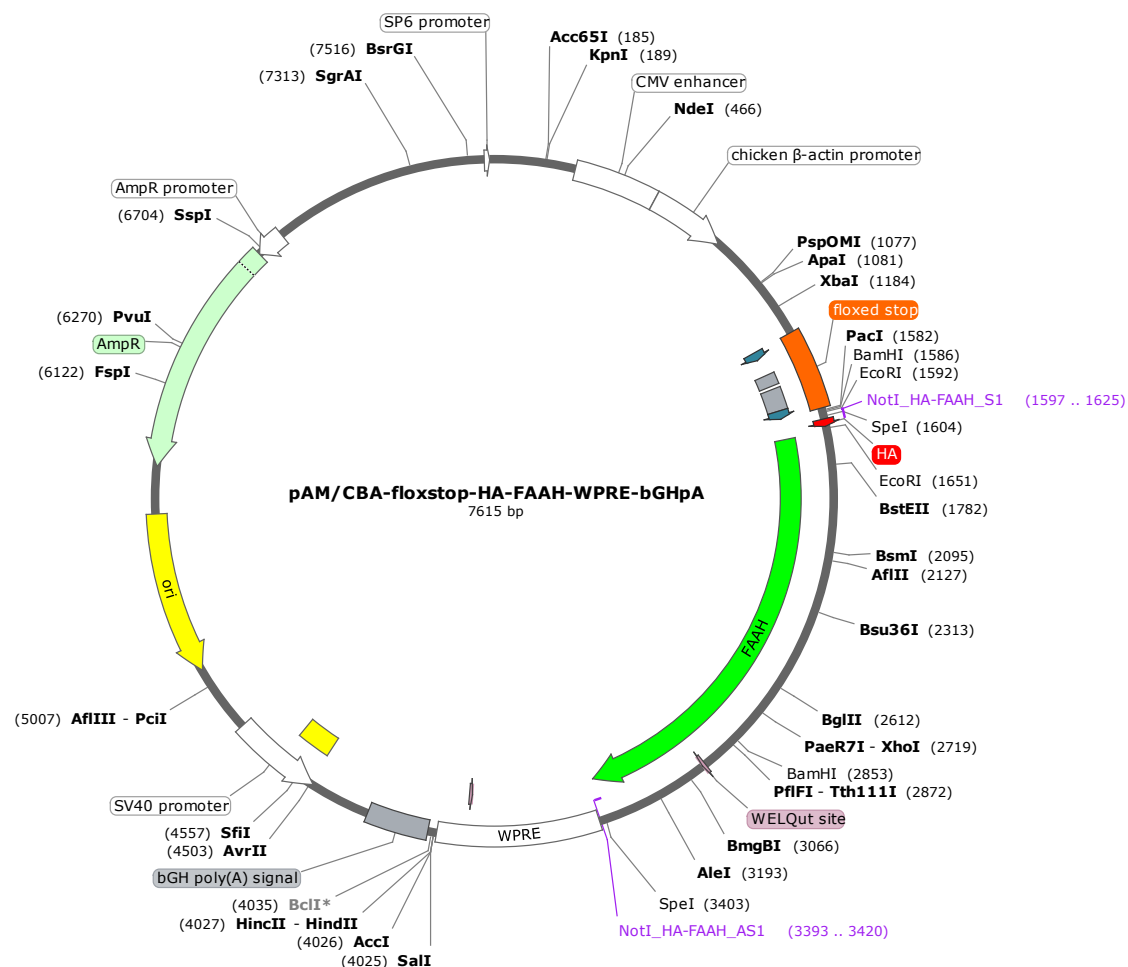 SP6 promoter
(7516) BsrGI
(7313) SgrAI
Acc65I (185)
KpnI (189)
CMV enhancer
NdeI (466)
chicken β-actin promoter
AmpR promoter
(6704) SspI
PspOMI (1077)
ApaI (1081)
XbaI (1184)
floxed stop
PacI (1582)
BamHI (1586)
EcoRI (1592)
NotI_HA-FAAH_S1 (1597 .. 1625)
SpeI (1604)
HA
EcoRI (1651)
BstEII (1782)
(6270) PvuI
AmpR
(6122) FspI
pAM/CBA-floxstop-HA-FAAH-WPRE-bGHpA
7615 bp
BsmI (2095)
AflII (2127)
Bsu36I (2313)
ori
FAAH
BglII (2612)
PaeR7I - XhoI (2719)
BamHI (2853)
PflFI - Tth111I (2872)
WELQut site
BmgBI (3066)
AleI (3193)
SpeI (3403)
NotI_HA-FAAH_AS1 (3393 .. 3420)
(5007) AflIII - PciI
SV40 promoter
(4557) SfiI
(4503) AvrII
WPRE
bGH poly(A) signal
(4035) BclI*
(4027) HincII - HindII
(4026) AccI
(4025) SalI